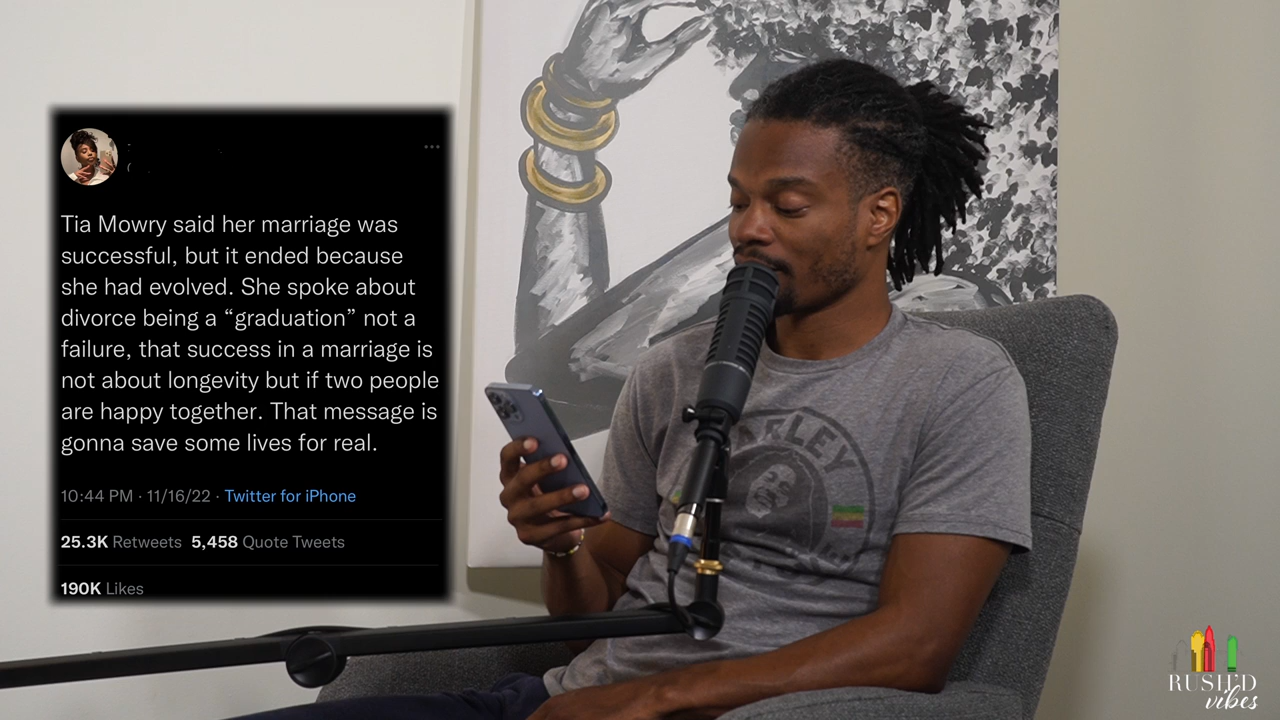 Tia Mowry said her marriage was
successful, but it ended because
she had evolved. She spoke about
divorce being a “graduation” not a
failure, that success in a marriage is
not about longevity but if two people
are happy together. That message is
gonna save some lives for real.
10:44 PM · 11/16/22 · Twitter for iPhone
25.3K Retweets 5,458 Quote Tweets
190K Likes
RUSHED
vibes